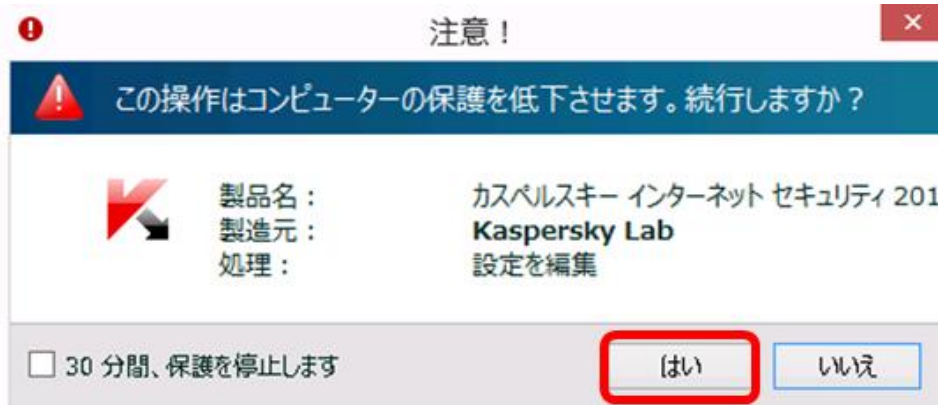 注意！
この操作はコンピューターの保護を低下させます。続行しますか？
製品名： カスペルスキー インターネット セキュリティ 201
製造元： Kaspersky Lab
処理： 設定を編集
30 分間、保護を停止します
はい いいえ